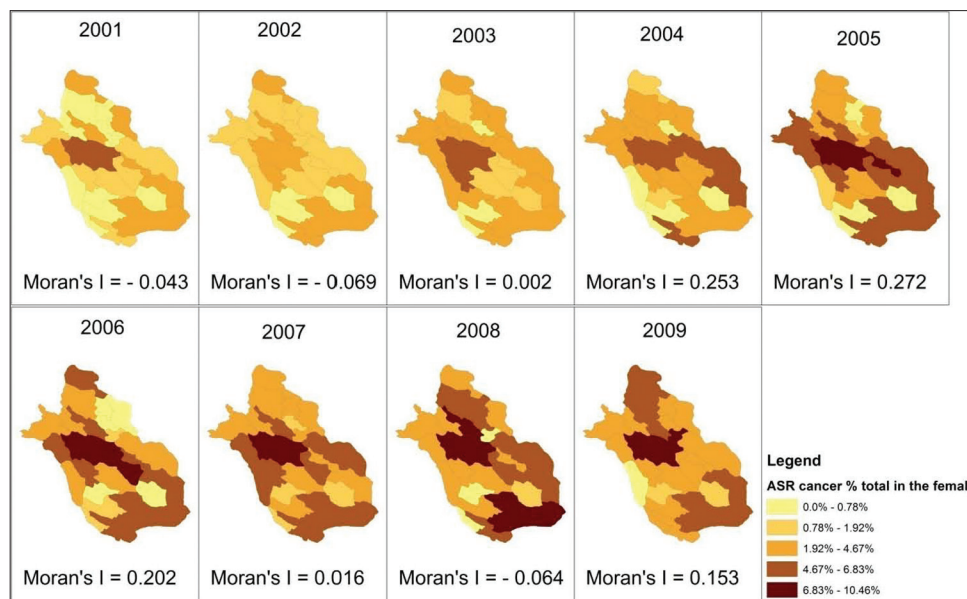 2001
2002
2003
2004
2005
Moran's I = - 0.043
Moran's I = - 0.069
Moran's I = 0.002
Moran's I = 0.253
Moran's I = 0.272
2006
2007
2008
2009
Moran's I = 0.202
Moran's I = 0.016
Moran's I = - 0.064
Moran's I = 0.153
Legend
ASR cancer % total in the femal
0.0% - 0.78%
0.78% - 1.92%
1.92% - 4.67%
4.67% - 6.83%
6.83% - 10.46%